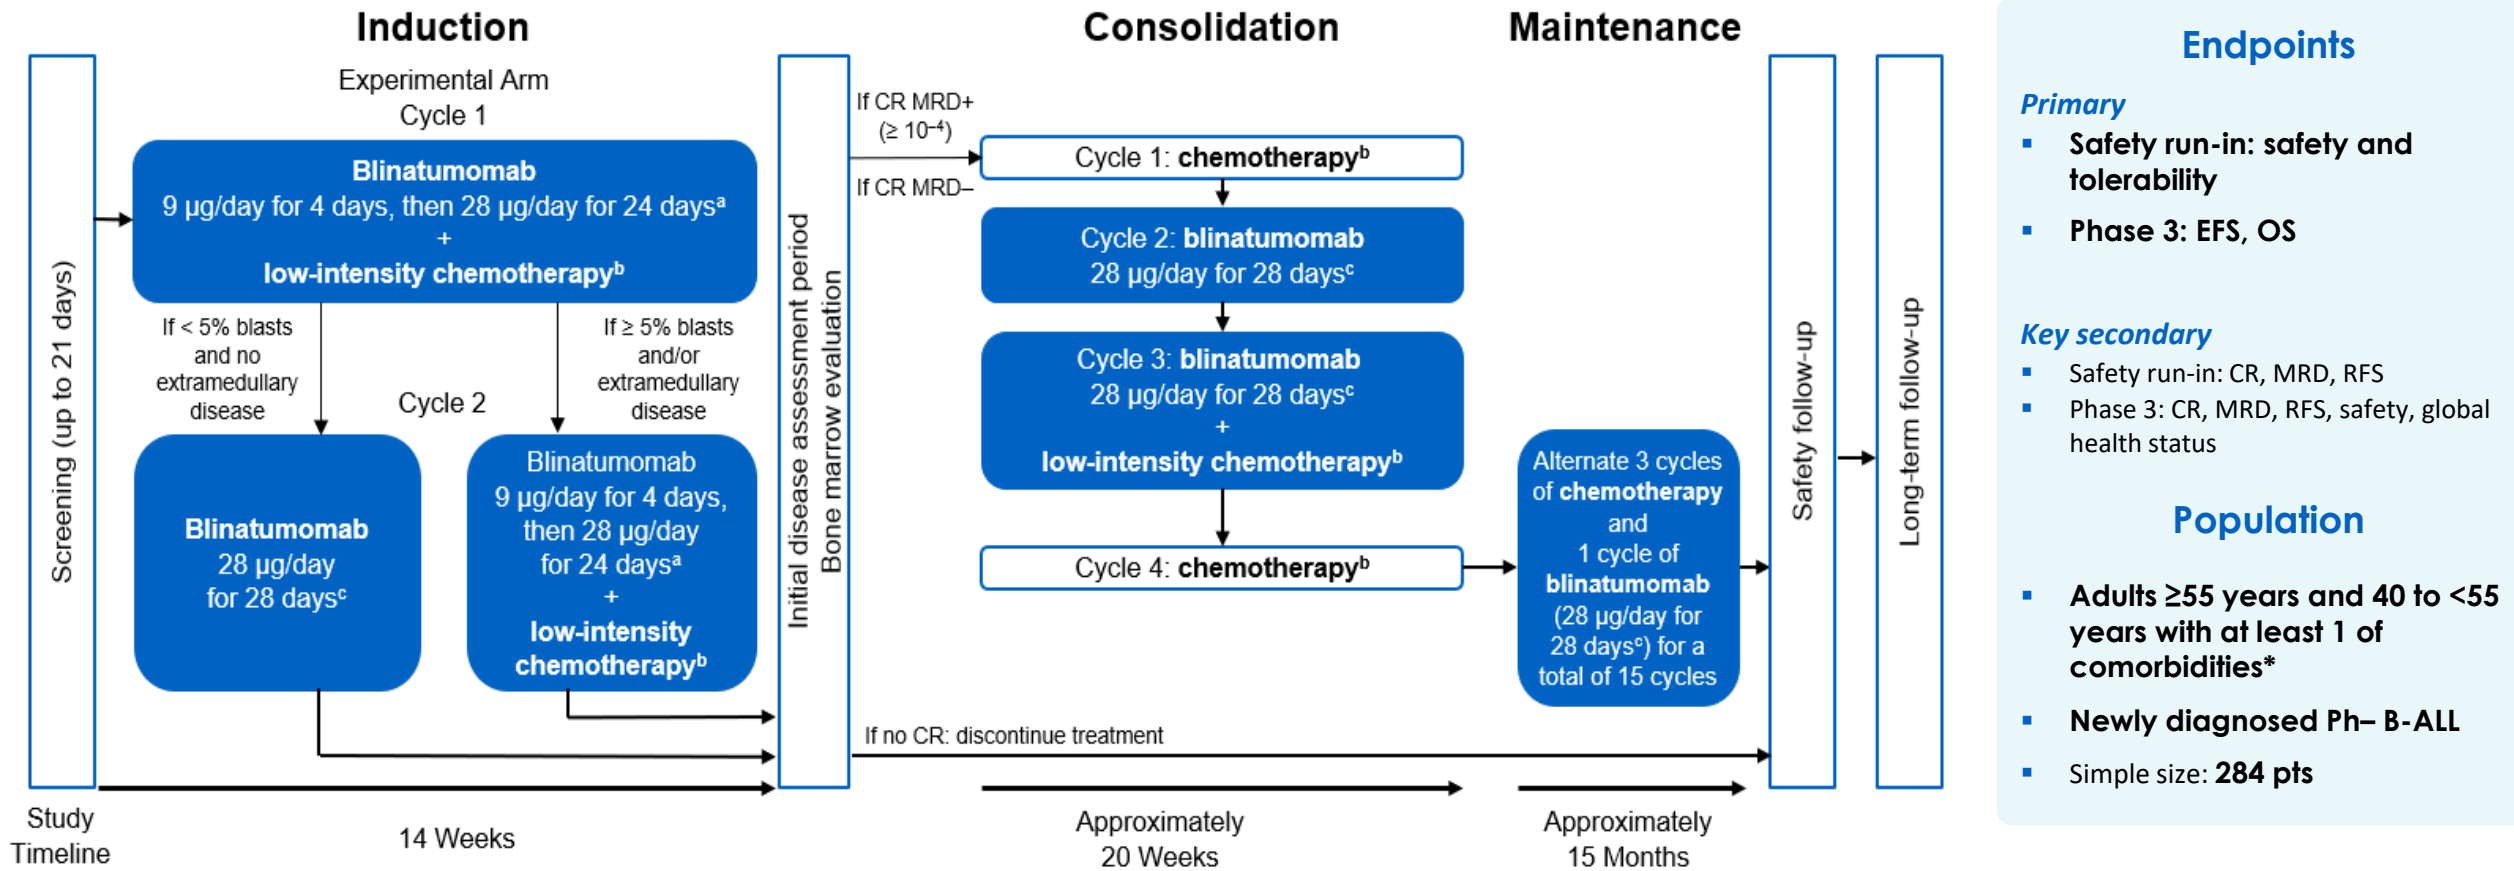 Induction
Consolidation
Maintenance
Screening (up to 21 days)
Experimental Arm
Cycle 1
Blinatumomab
9 µg/day for 4 days, then 28 µg/day for 24 daysᵃ
+
low-intensity chemotherapyᵇ
If < 5% blasts
and no
extramedullary
disease
If ≥ 5% blasts
and/or
extramedullary
disease
Cycle 2
Blinatumomab
28 µg/day
for 28 daysᶜ
Blinatumomab
9 µg/day for 4 days,
then 28 µg/day
for 24 daysᵃ
+
low-intensity
chemotherapyᵇ
Initial disease assessment period
Bone marrow evaluation
If CR MRD+
(≥ 10⁻⁴)
If CR MRD–
Cycle 1: chemotherapyᵇ
Cycle 2: blinatumomab
28 µg/day for 28 daysᶜ
Cycle 3: blinatumomab
28 µg/day for 28 daysᶜ
+
low-intensity chemotherapyᵇ
Cycle 4: chemotherapyᵇ
Alternate 3 cycles
of chemotherapy
and
1 cycle of
blinatumomab
(28 µg/day for
28 daysᶜ) for a
total of 15 cycles
If no CR: discontinue treatment
Safety follow-up
Long-term follow-up
Study
Timeline
14 Weeks
Approximately
20 Weeks
Approximately
15 Months
Endpoints
Primary
▪ Safety run-in: safety and
tolerability
▪ Phase 3: EFS, OS
Key secondary
▪ Safety run-in: CR, MRD, RFS
▪ Phase 3: CR, MRD, RFS, safety, global
health status
Population
▪ Adults ≥55 years and 40 to <55
years with at least 1 of
comorbidities*
▪ Newly diagnosed Ph– B-ALL
▪ Simple size: 284 pts